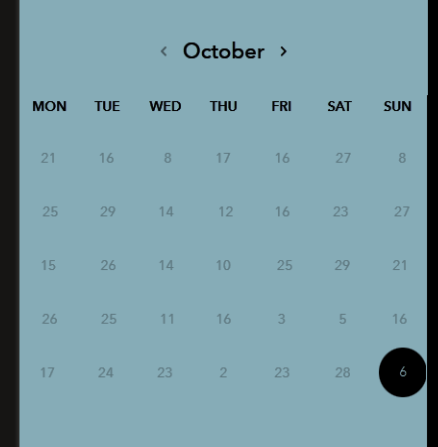 ‹ October ›
MON TUE WED THU FRI SAT SUN
21 16 8 17 16 27 8
25 29 14 12 16 23 27
15 26 14 10 25 29 21
26 25 11 16 3 5 16
17 24 23 2 23 28 6